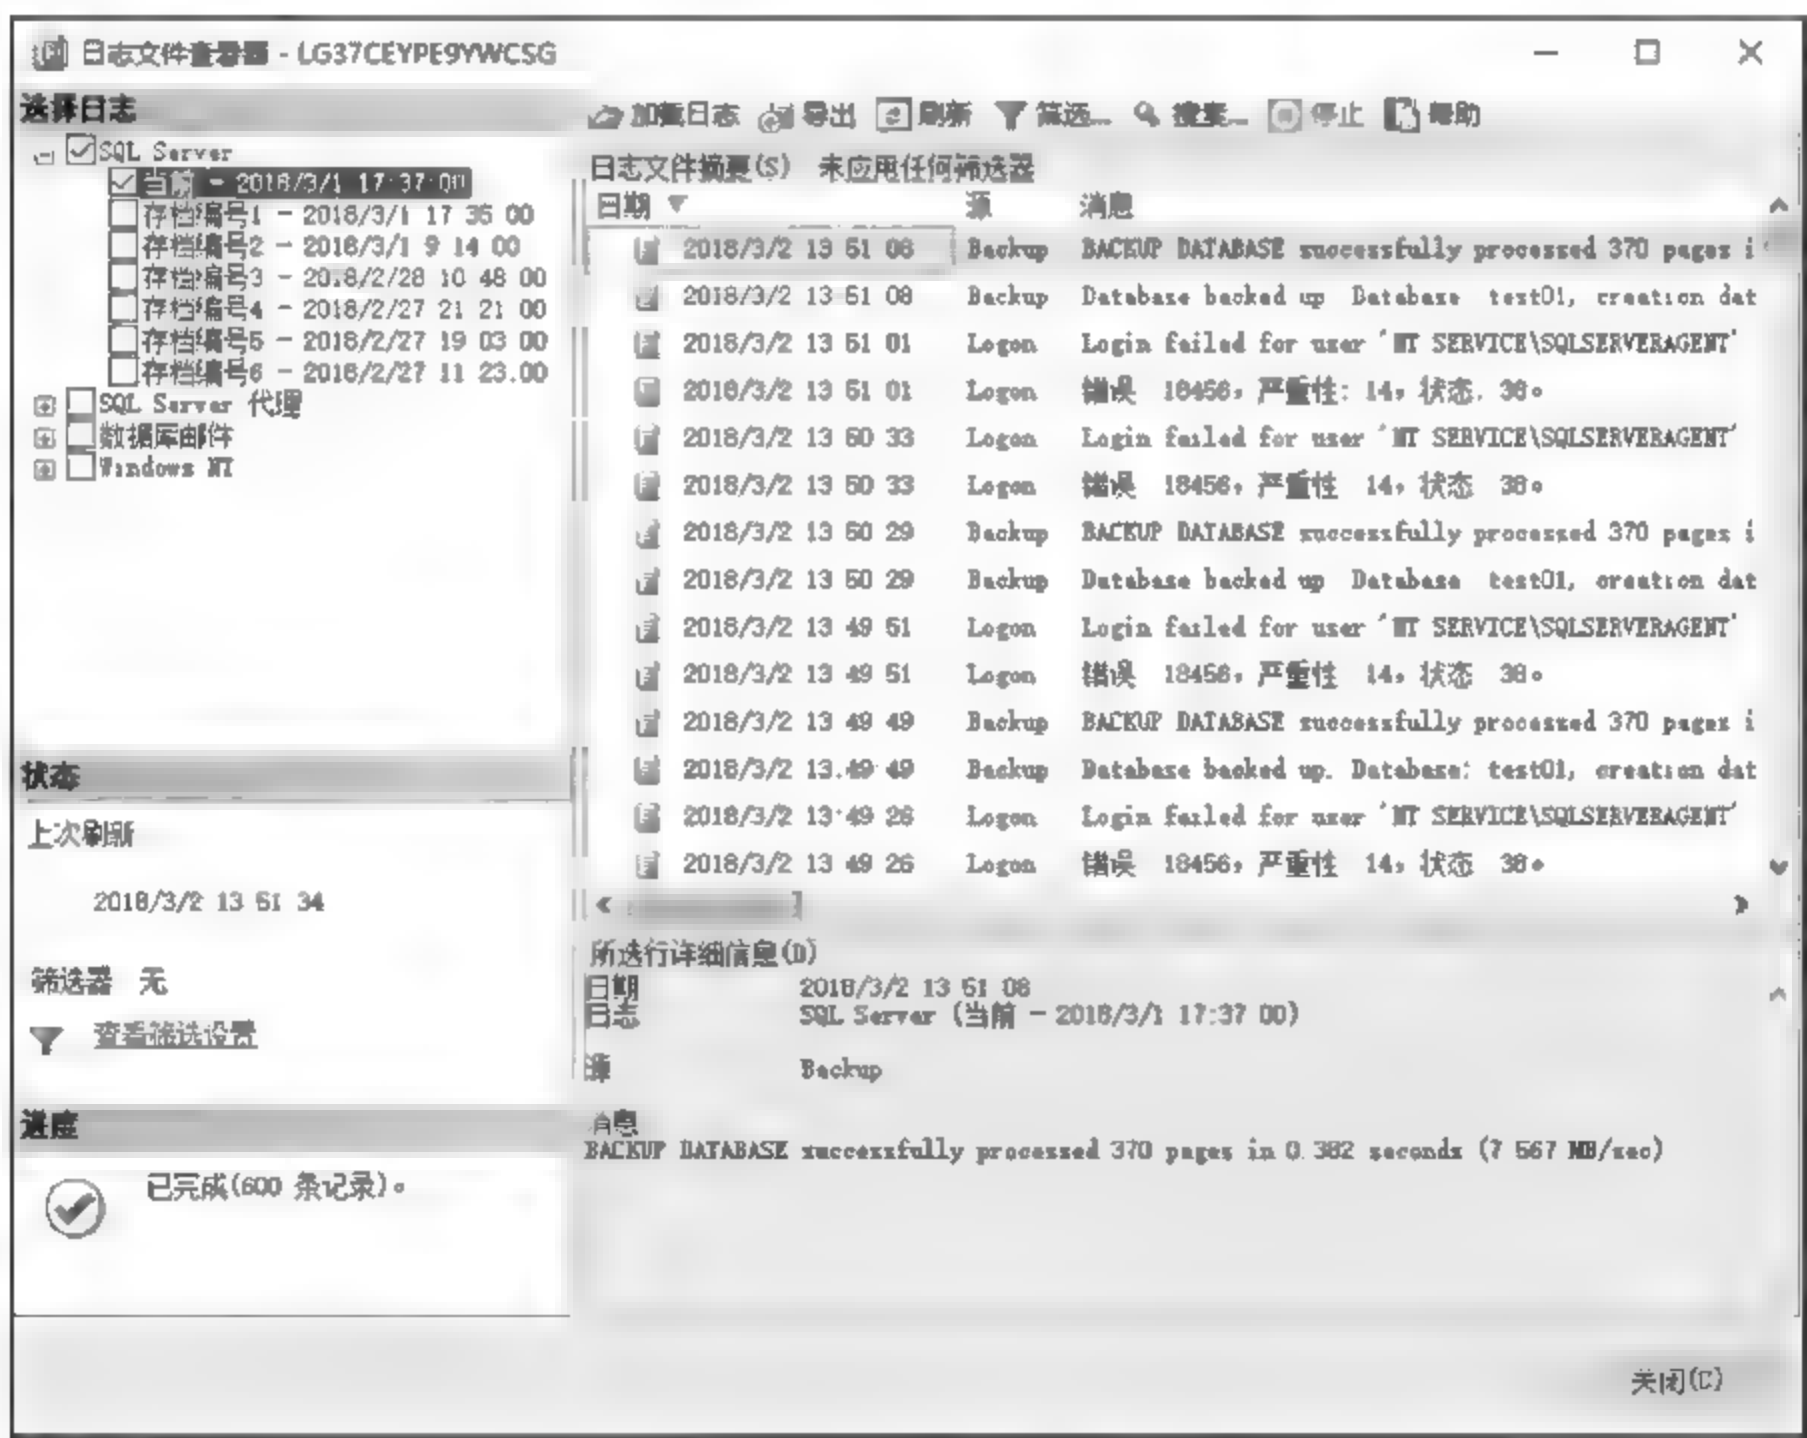 日志文件查看器 - LG37CEYPE9YWCSG
选择日志
SQL Server
当前 - 2018/3/1 17:37:00
存档编号1 - 2018/3/1 17 35 00
存档编号2 - 2018/3/1 9 14 00
存档编号3 - 2018/2/28 10 48 00
存档编号4 - 2018/2/27 21 21 00
存档编号5 - 2018/2/27 19 03 00
存档编号6 - 2018/2/27 11 23.00
SQL Server 代理
数据库邮件
Windows NT
状态
上次刷新
2018/3/2 13 51 34
筛选器 无
查看筛选设置
进度
已完成(600 条记录)。
加载日志 导出 刷新 筛选... 搜索... 停止 帮助
日志文件摘要(S) 未应用任何筛选器
日期 源 消息
2018/3/2 13 51 08 Backup BACKUP DATABASE successfully processed 370 pages i
2018/3/2 13 51 08 Backup Database backed up Database test01, creation dat
2018/3/2 13 51 01 Logon Login failed for user 'NT SERVICE\SQLSERVERAGENT'
2018/3/2 13 51 01 Logon 错误 18456，严重性: 14，状态. 38。
2018/3/2 13 50 33 Logon Login failed for user 'NT SERVICE\SQLSERVERAGENT'
2018/3/2 13 50 33 Logon 错误 18456，严重性 14，状态 38。
2018/3/2 13 50 29 Backup BACKUP DATABASE successfully processed 370 pages i
2018/3/2 13 50 29 Backup Database backed up Database test01, creation dat
2018/3/2 13 49 51 Logon Login failed for user 'NT SERVICE\SQLSERVERAGENT'
2018/3/2 13 49 51 Logon 错误 18456，严重性 14，状态 38。
2018/3/2 13 49 49 Backup BACKUP DATABASE successfully processed 370 pages i
2018/3/2 13.49 49 Backup Database backed up. Database: test01, creation dat
2018/3/2 13:49 26 Logon Login failed for user 'NT SERVICE\SQLSERVERAGENT'
2018/3/2 13 49 26 Logon 错误 18456，严重性 14，状态 38。
所选行详细信息(D)
日期 2018/3/2 13 51 08
日志 SQL Server (当前 - 2018/3/1 17:37 00)
源 Backup
消息
BACKUP DATABASE successfully processed 370 pages in 0.382 seconds (7 567 MB/sec)
关闭(C)